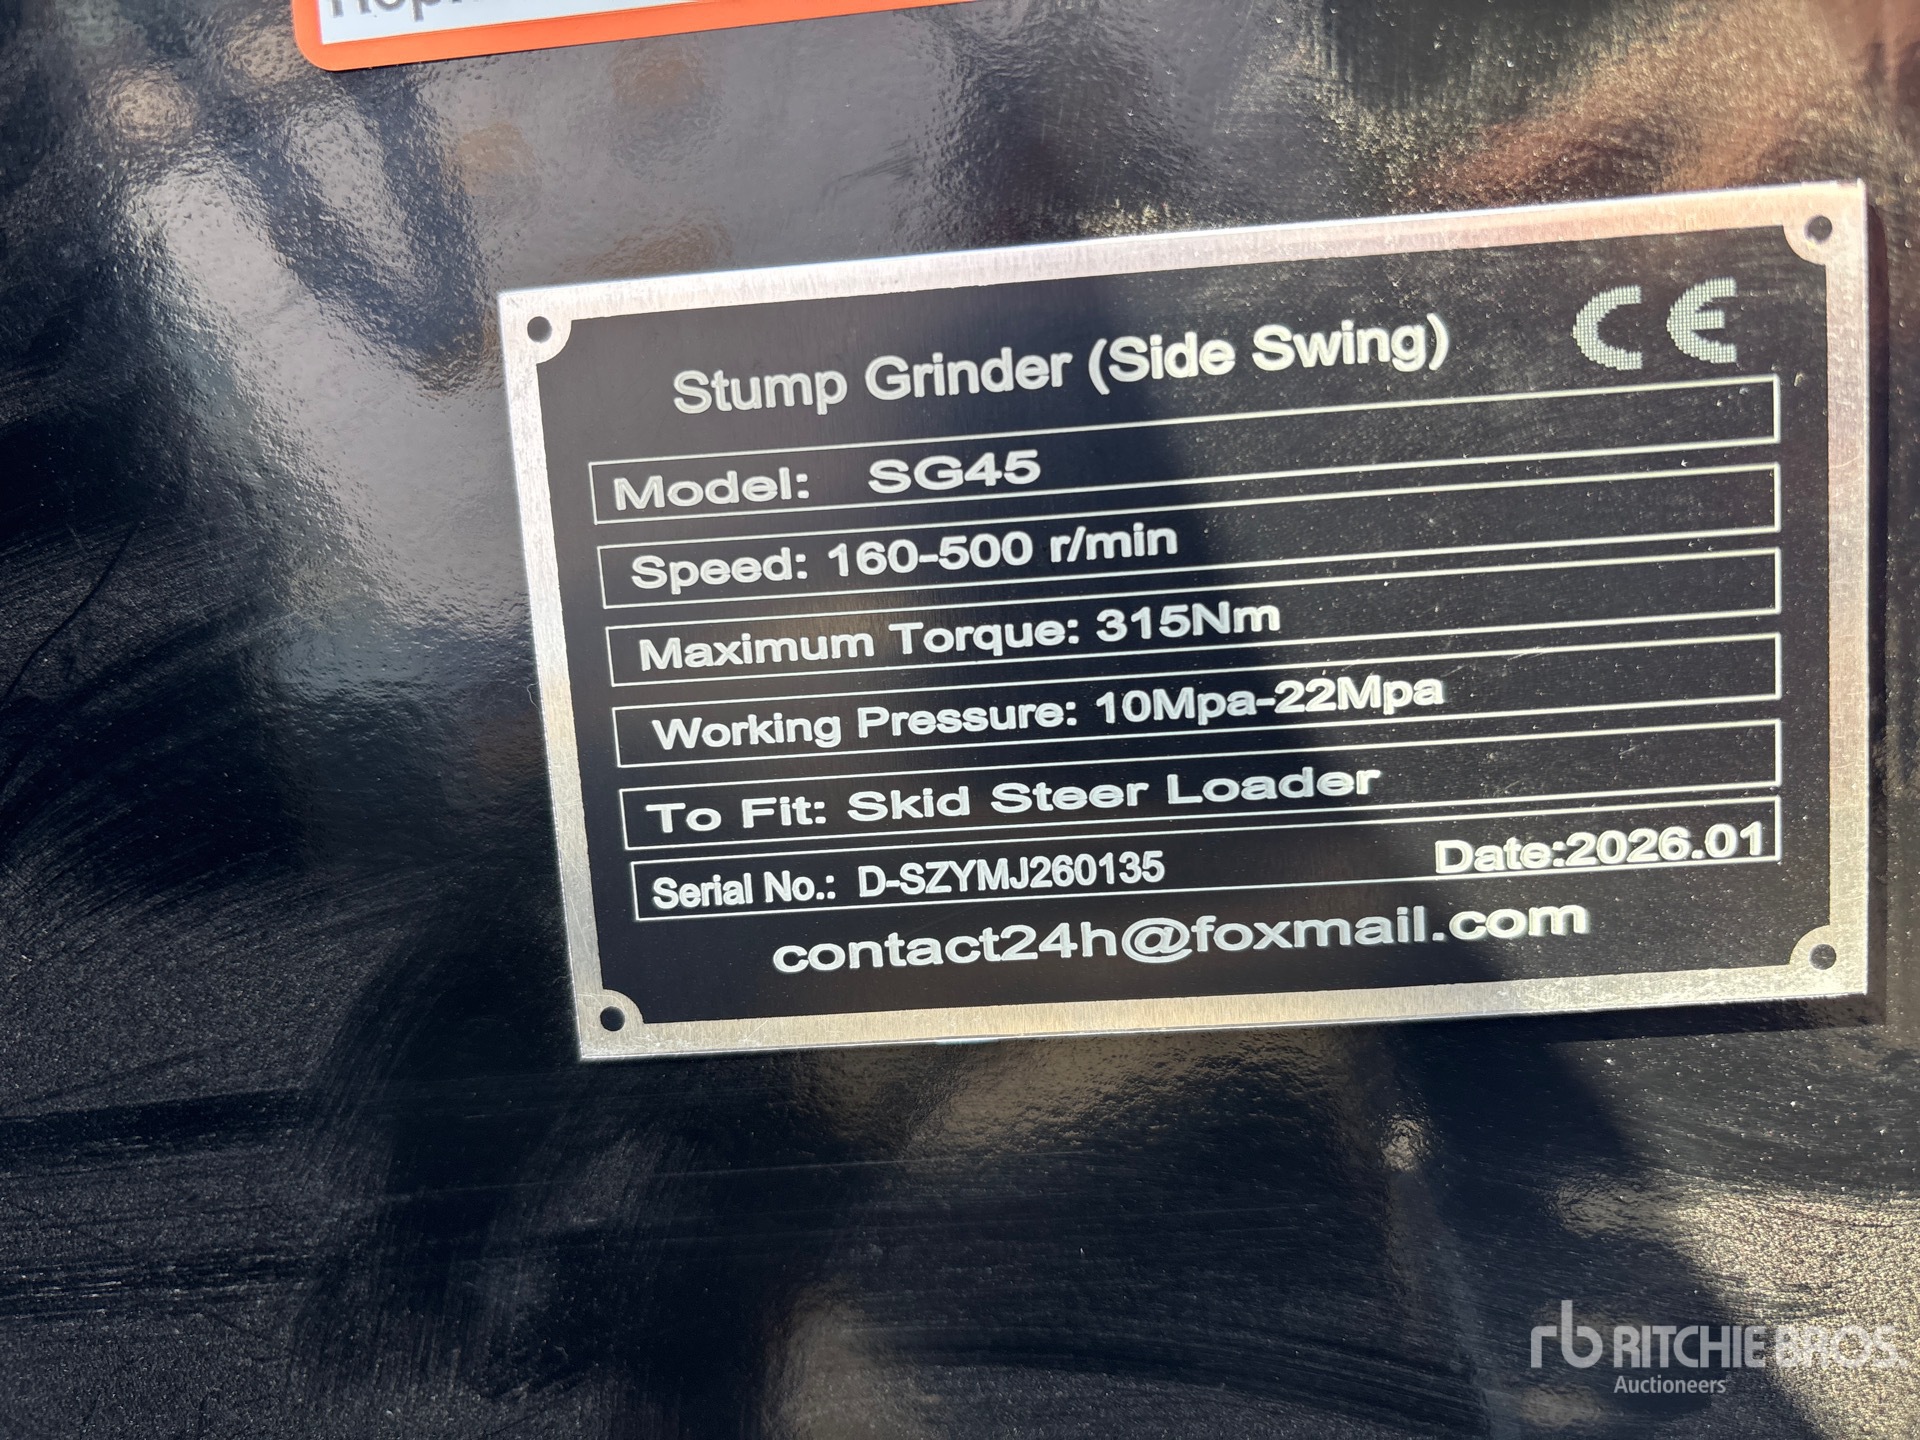 Stump Grinder (Side Swing) CE
Model: SG45
Speed: 160-500 r/min
Maximum Torque: 315Nm
Working Pressure: 10Mpa-22Mpa
To Fit: Skid Steer Loader
Serial No.: D-SZYMJ260135 Date:2026.01
contact24h@foxmail.com
rb RITCHIE BROS.
Auctioneers